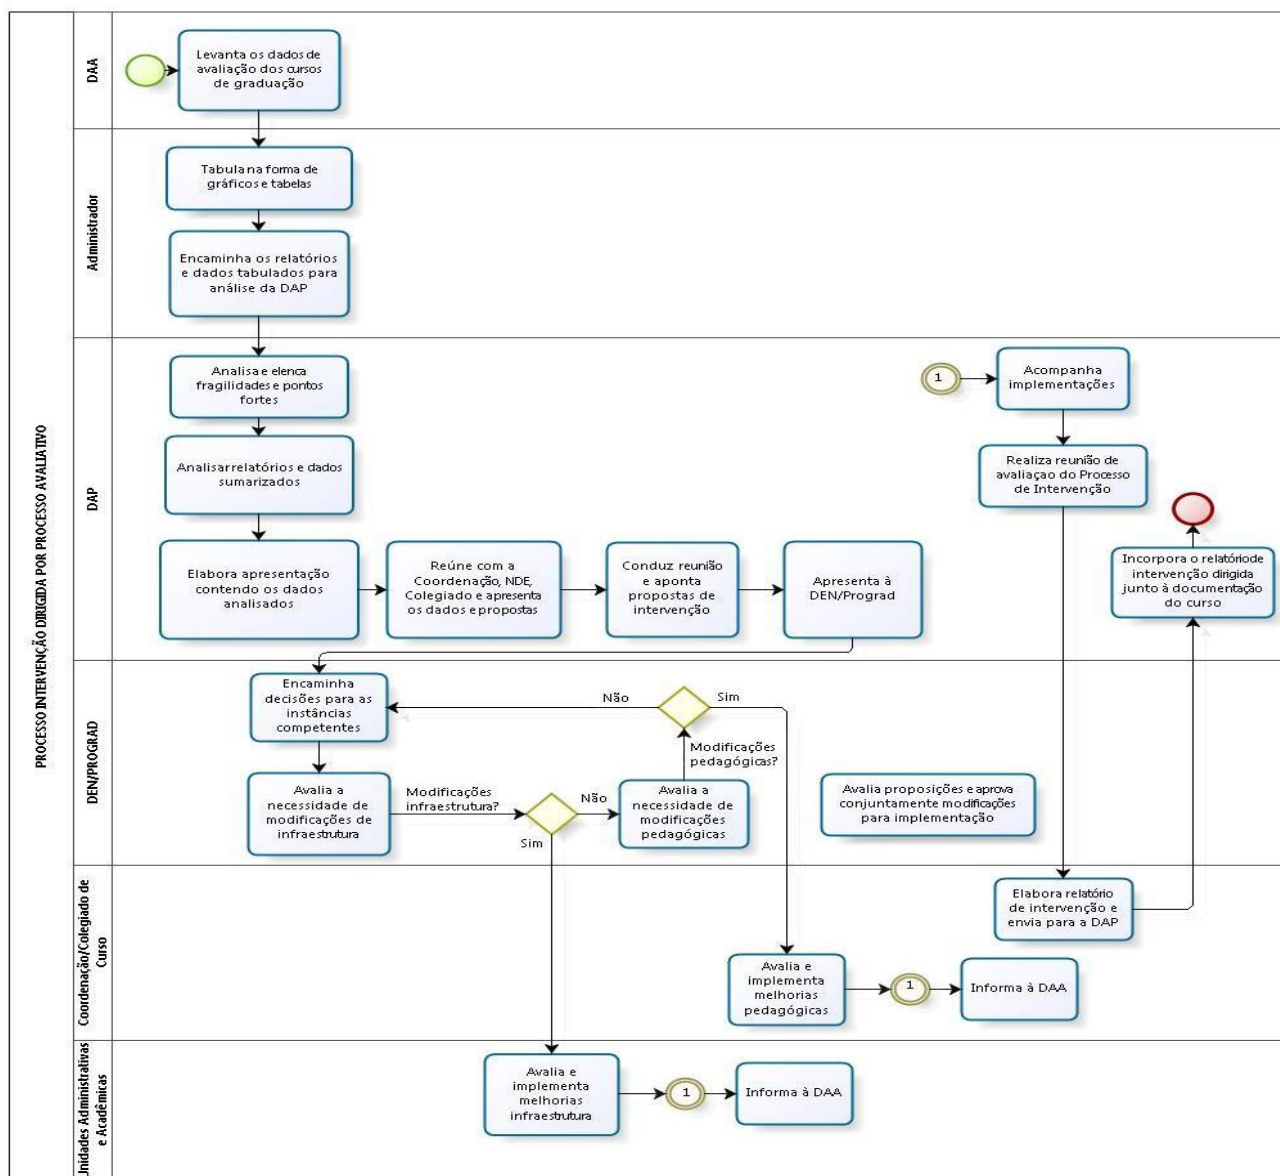 PROCESSO INTERVENÇÃO DIRIGIDA POR PROCESSO AVALIATIVO
DAA
Levanta os dados de
avaliação dos cursos
de graduação
Administrador
Tabula na forma de
gráficos e tabelas
Encaminha os relatórios
e dados tabulados para
análise da DAP
DAP
Analisa e elenca
fragilidades e pontos
fortes
Analisar relatórios e dados
sumarizados
Elabora apresentação
contendo os dados
analisados
Reúne com a
Coordenação, NDE,
Colegiado e apresenta
os dados e propostas
Conduz reunião
e aponta
propostas de
intervenção
Apresenta à
DEN/Prograd
1
Acompanha
implementações
Realiza reunião de
avaliaçao do Processo
de Intervenção
Incorpora o relatório de
intervenção dirigida
junto à documentação
do curso
DEN/PROGRAD
Encaminha
decisões para as
instâncias
competentes
Não
Sim
Modificações
pedagógicas?
Avalia a
necessidade de
modificações de
infraestrutura
Modificações
infraestrutura?
Não
Sim
Avalia a
necessidade de
modificações
pedagógicas
Avalia proposições e aprova
conjuntamente modificações
para implementação
Coordenação/Colegiado de
Curso
Elabora relatório
de intervenção e
envia para a DAP
Avalia e
implementa
melhorias
pedagógicas
1
Informa à DAA
Unidades Administrativas
e Acadêmicas
Avalia e
implementa
melhorias
infraestrutura
1
Informa à DAA